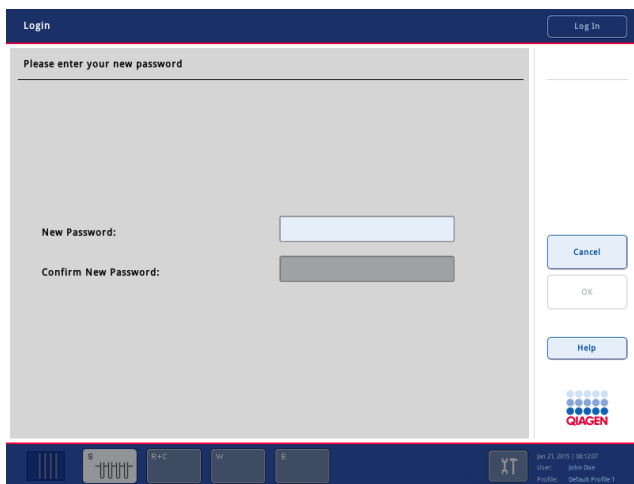 Login
Log In
Please enter your new password
New Password:
Confirm New Password:
Cancel
OK
Help
QIAGEN
S
R+C
W
E
Jan 21, 2015 | 08:12:07
User: John Doe
Profile: Default Profile 1